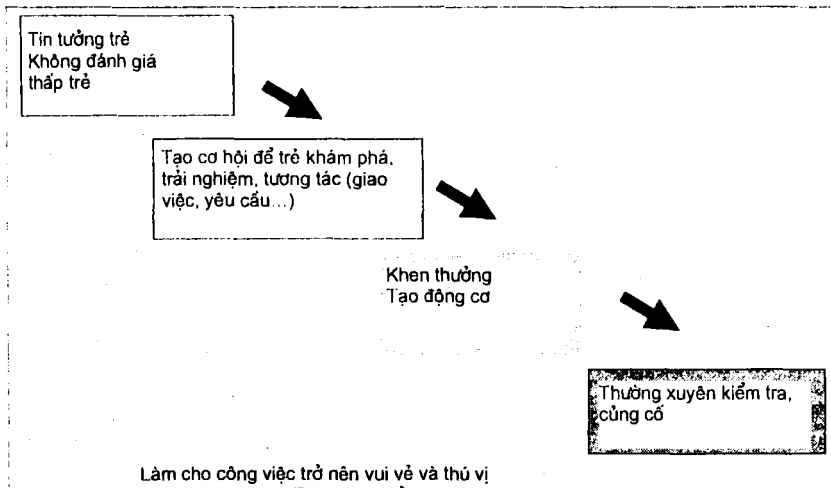 Tin tưởng trẻ
Không đánh giá
thấp trẻ
Tạo cơ hội để trẻ khám phá,
trải nghiệm, tương tác (giao
việc, yêu cầu...)
Khen thưởng
Tạo động cơ
Thường xuyên kiểm tra,
củng cố
Làm cho công việc trở nên vui vẻ và thú vị